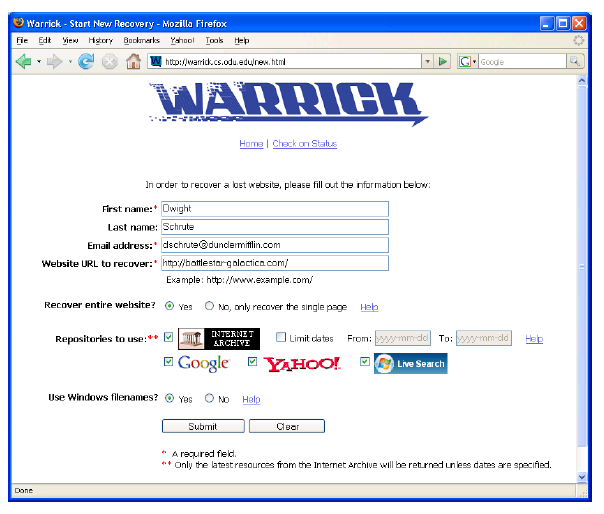 Warrick - Start New Recovery - Mozilla Firefox
File Edit View History Bookmarks Yahoo! Tools Help
http://warrick.cs.odu.edu/new.html Google
WARRICK
Home | Check on Status
In order to recover a lost website, please fill out the information below:
First name:* Dwight
Last name: Schrute
Email address:* dschrute@dundermifflin.com
Website URL to recover:* http://battlestar-galactica.com/
Example: http://www.example.com/
Recover entire website? Yes No, only recover the single page Help
Repositories to use:** INTERNET ARCHIVE Limit dates From: yyyy-mm-dd To: yyyy-mm-dd Help
Google YAHOO! Live Search
Use Windows filenames? Yes No Help
Submit Clear
* A required field.
** Only the latest resources from the Internet Archive will be returned unless dates are specified.
Done